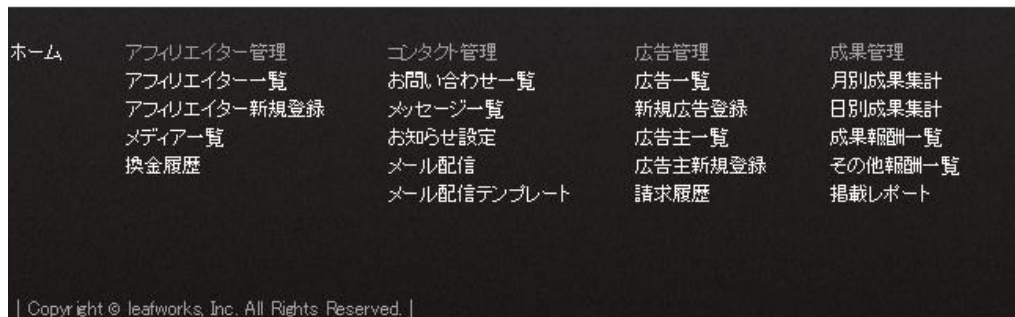 ホーム
アフィリエイター管理
アフィリエイター一覧
アフィリエイター新規登録
メディア一覧
換金履歴
コンタクト管理
お問い合わせ一覧
メッセージ一覧
お知らせ設定
メール配信
メール配信テンプレート
広告管理
広告一覧
新規広告登録
広告主一覧
広告主新規登録
請求履歴
成果管理
月別成果集計
日別成果集計
成果報酬一覧
その他報酬一覧
掲載レポート
| Copyright © leafworks, Inc. All Rights Reserved. |